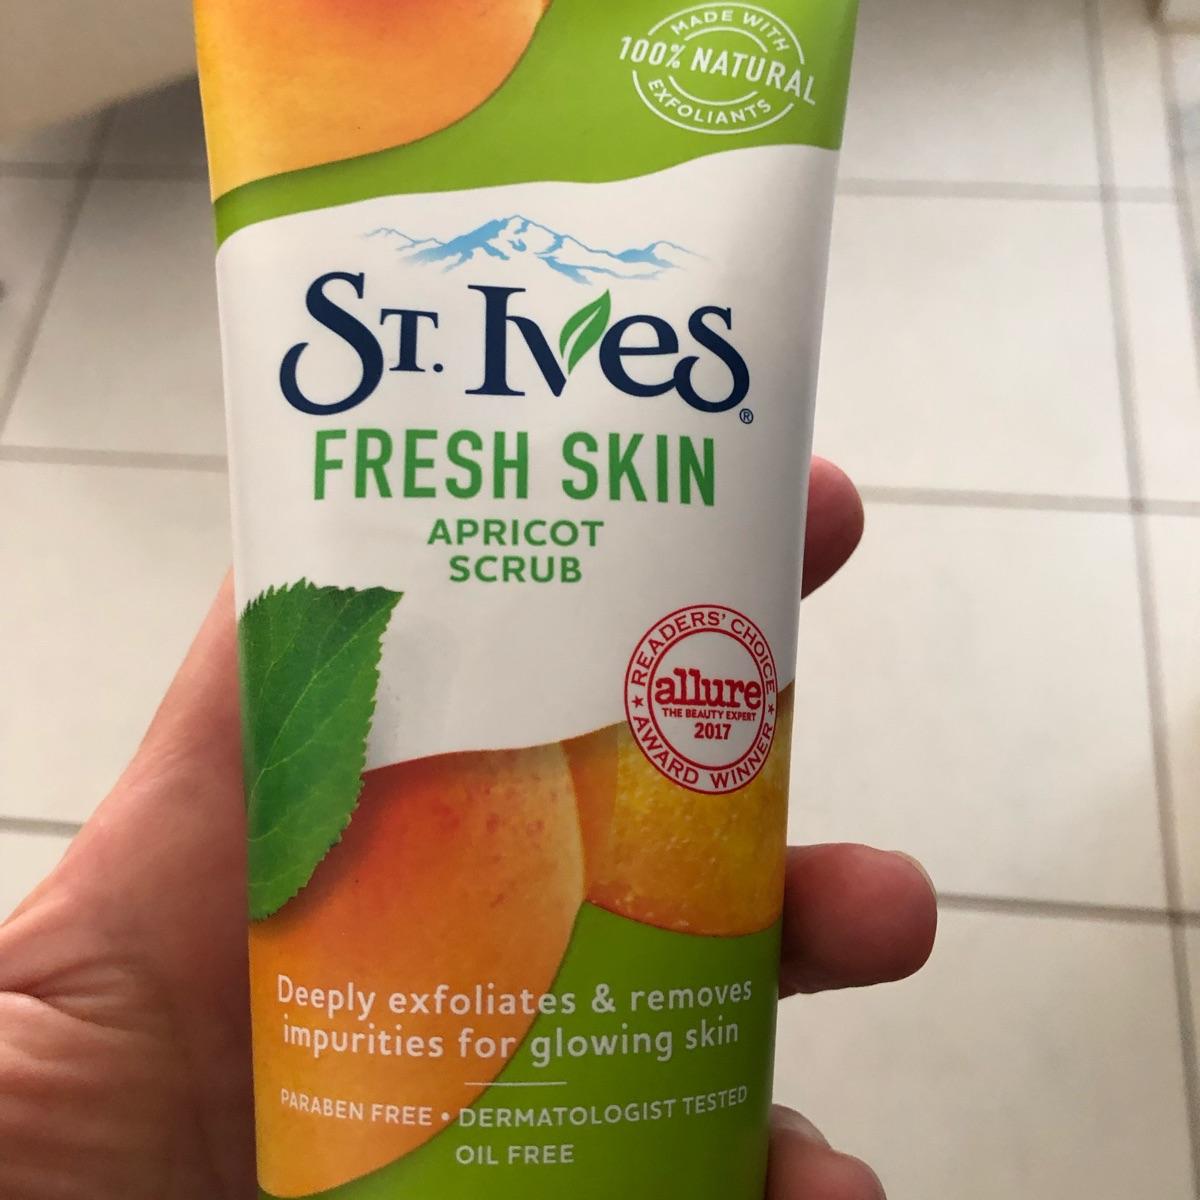 MADE WITH
100% NATURAL
EXFOLIANTS
ST. Ives®
FRESH SKIN
APRICOT
SCRUB
READERS' CHOICE
allure
THE BEAUTY EXPERT
2017
AWARD WINNER
Deeply exfoliates & removes
impurities for glowing skin
PARABEN FREE • DERMATOLOGIST TESTED
OIL FREE